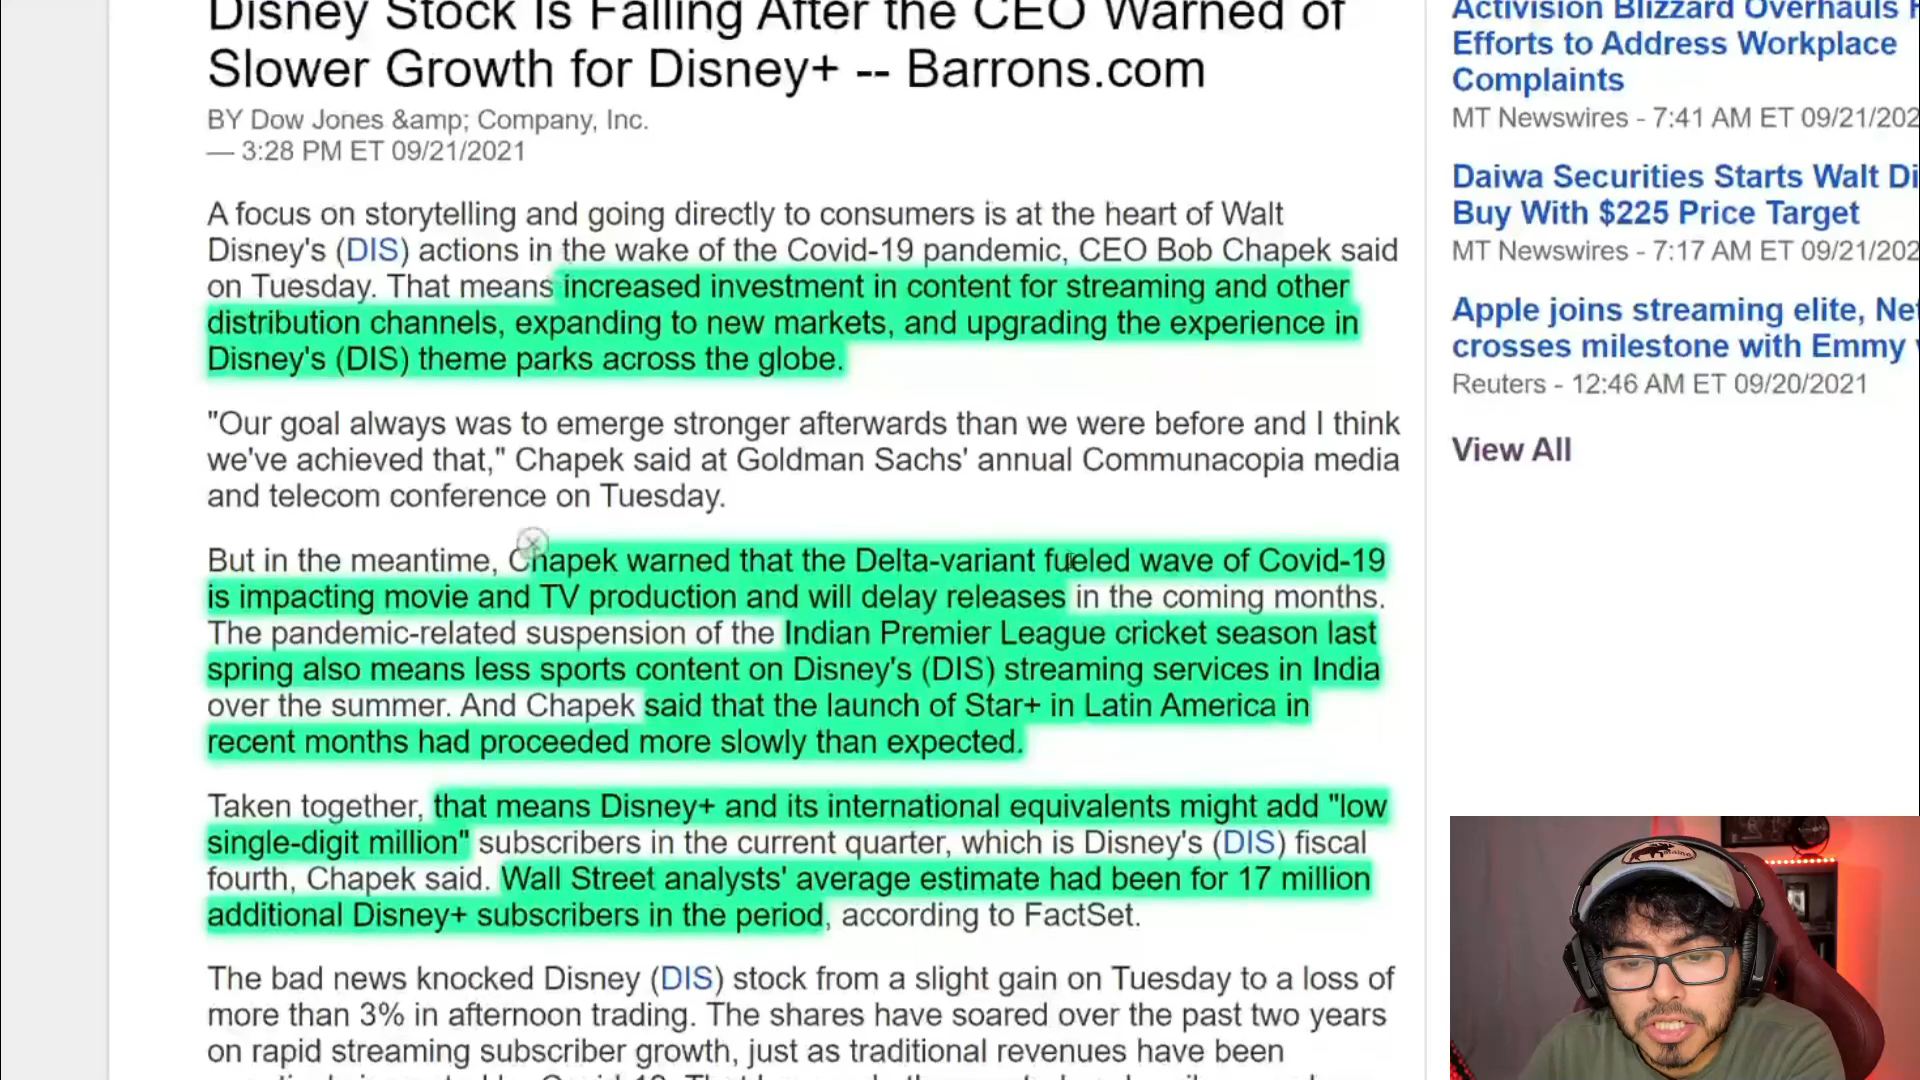 Disney Stock Is Falling After the CEO Warned of
Slower Growth for Disney+ -- Barrons.com
BY Dow Jones &amp; Company, Inc.
— 3:28 PM ET 09/21/2021
A focus on storytelling and going directly to consumers is at the heart of Walt
Disney's (DIS) actions in the wake of the Covid-19 pandemic, CEO Bob Chapek said
on Tuesday. That means increased investment in content for streaming and other
distribution channels, expanding to new markets, and upgrading the experience in
Disney's (DIS) theme parks across the globe.
"Our goal always was to emerge stronger afterwards than we were before and I think
we've achieved that," Chapek said at Goldman Sachs' annual Communacopia media
and telecom conference on Tuesday.
But in the meantime, Chapek warned that the Delta-variant fueled wave of Covid-19
is impacting movie and TV production and will delay releases in the coming months.
The pandemic-related suspension of the Indian Premier League cricket season last
spring also means less sports content on Disney's (DIS) streaming services in India
over the summer. And Chapek said that the launch of Star+ in Latin America in
recent months had proceeded more slowly than expected.
Taken together, that means Disney+ and its international equivalents might add "low
single-digit million" subscribers in the current quarter, which is Disney's (DIS) fiscal
fourth, Chapek said. Wall Street analysts' average estimate had been for 17 million
additional Disney+ subscribers in the period, according to FactSet.
The bad news knocked Disney (DIS) stock from a slight gain on Tuesday to a loss of
more than 3% in afternoon trading. The shares have soared over the past two years
on rapid streaming subscriber growth, just as traditional revenues have been
Activision Blizzard Overhauls
Efforts to Address Workplace
Complaints
MT Newswires - 7:41 AM ET 09/21/202
Daiwa Securities Starts Walt Di
Buy With $225 Price Target
MT Newswires - 7:17 AM ET 09/21/202
Apple joins streaming elite, Net
crosses milestone with Emmy
Reuters - 12:46 AM ET 09/20/2021
View All